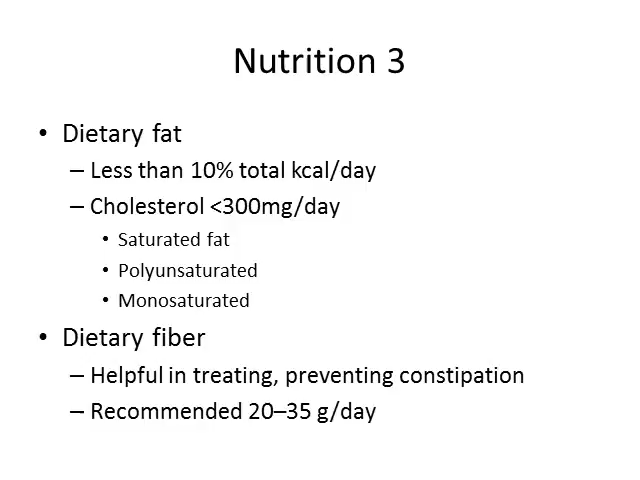 Nutrition 3
• Dietary fat
– Less than 10% total kcal/day
– Cholesterol <300mg/day
• Saturated fat
• Polyunsaturated
• Monosaturated
• Dietary fiber
– Helpful in treating, preventing constipation
– Recommended 20–35 g/day